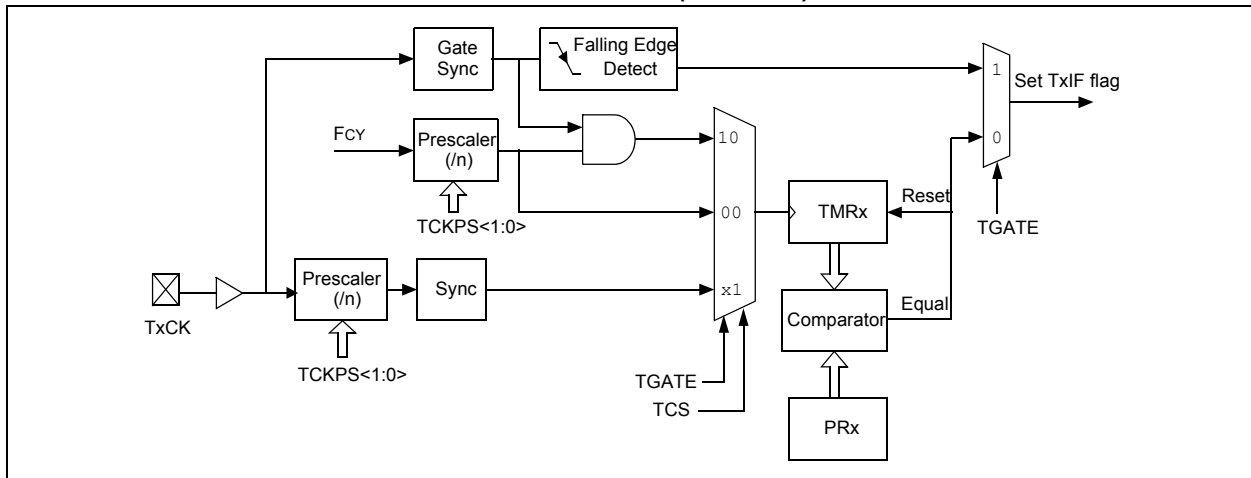 Gate
Sync
Falling Edge
Detect
1
Set TxIF flag
0
FCY
Prescaler
(/n)
10
TCKPS<1:0>
00
TMRx
Reset
TGATE
Prescaler
(/n)
Sync
x1
TxCK
TCKPS<1:0>
Comparator
Equal
TGATE
TCS
PRx